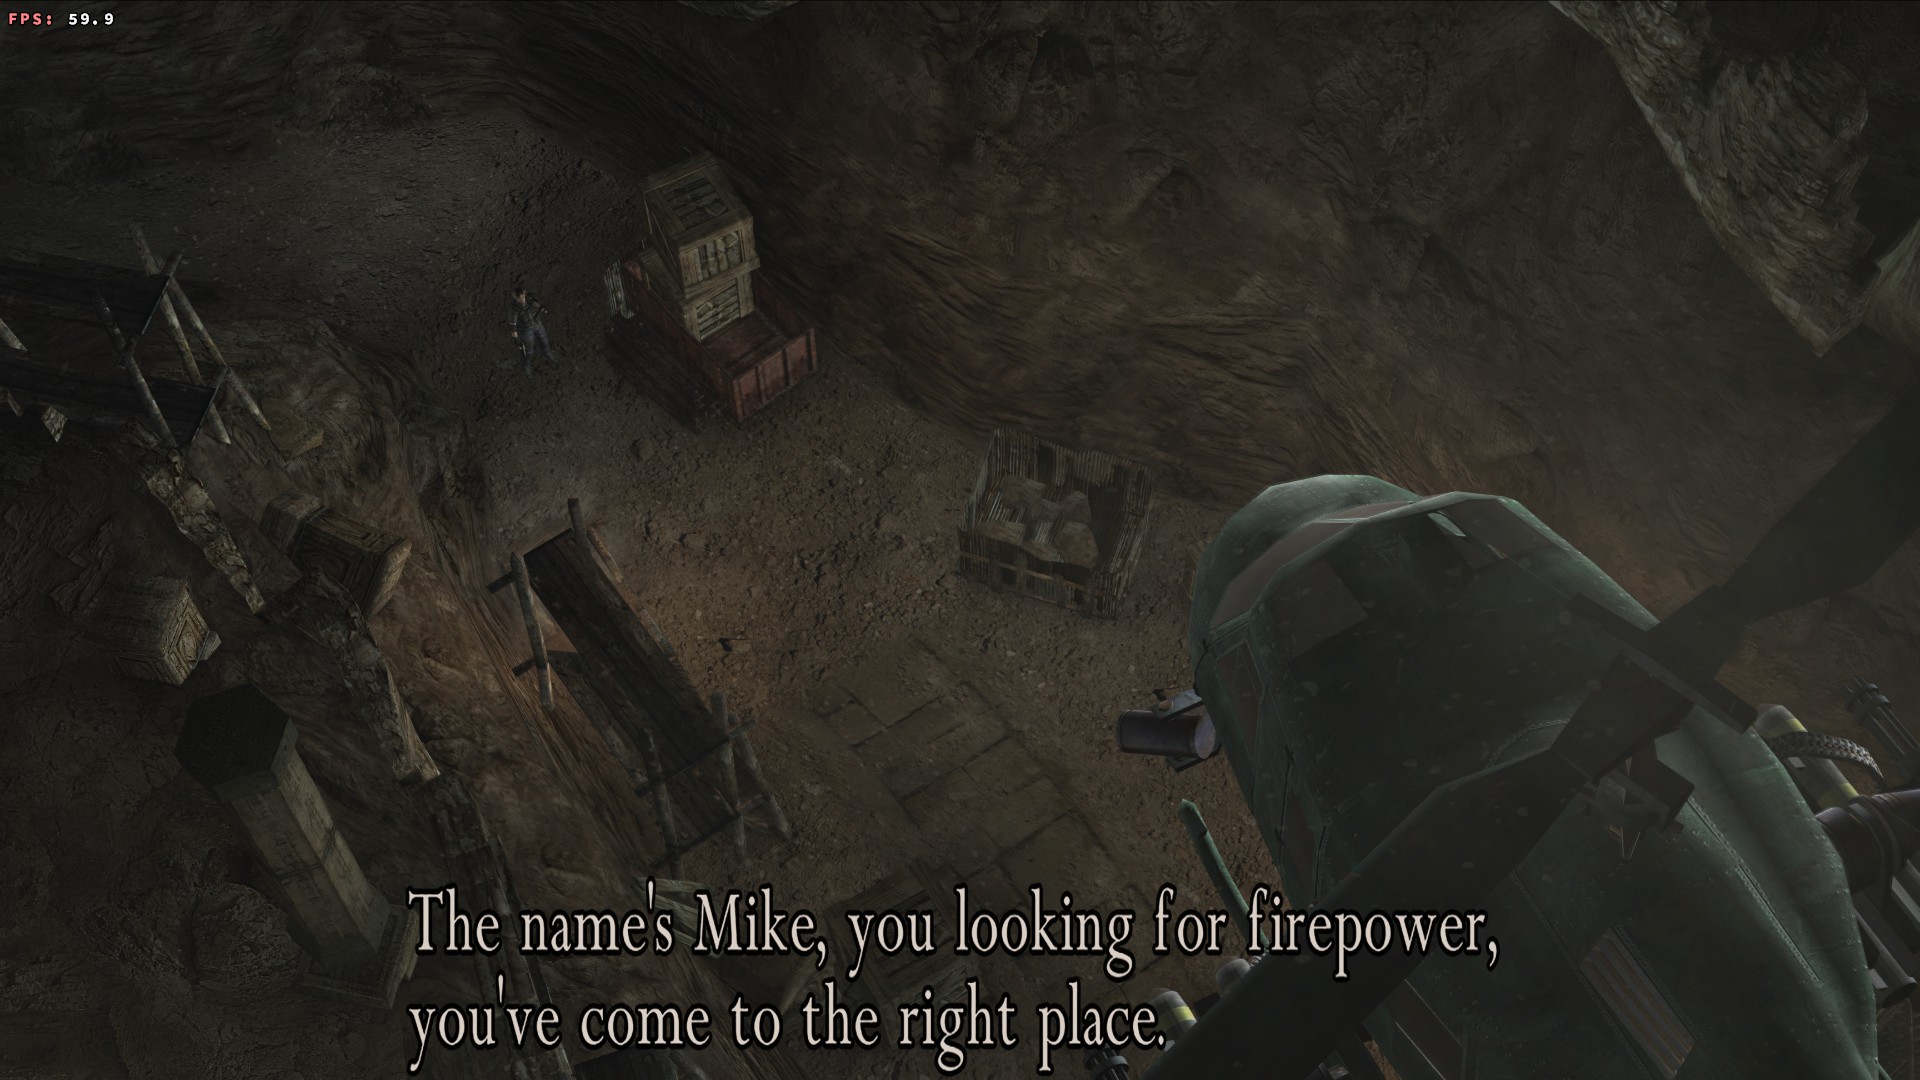 FPS: 59.9
The name's Mike, you looking for firepower,
you've come to the right place.